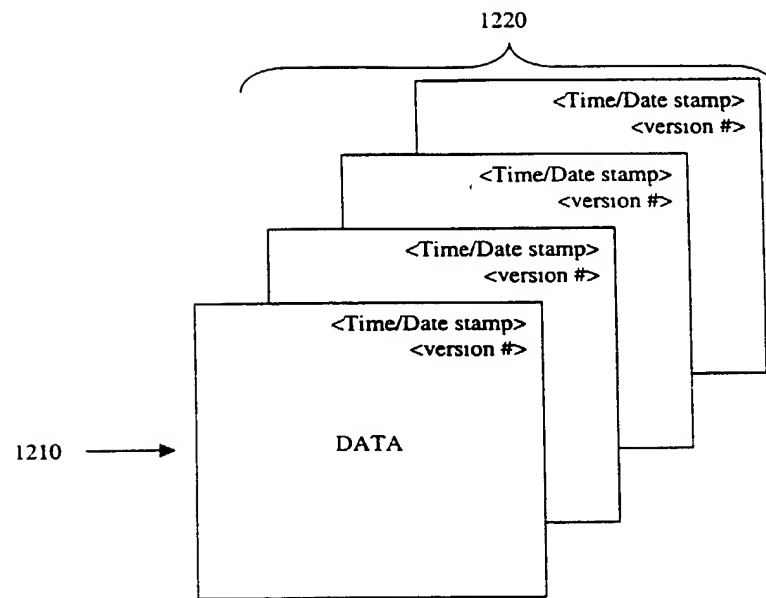 1220
<Time/Date stamp>
<version #>
<Time/Date stamp>
<version #>
<Time/Date stamp>
<version #>
<Time/Date stamp>
<version #>
1210
DATA